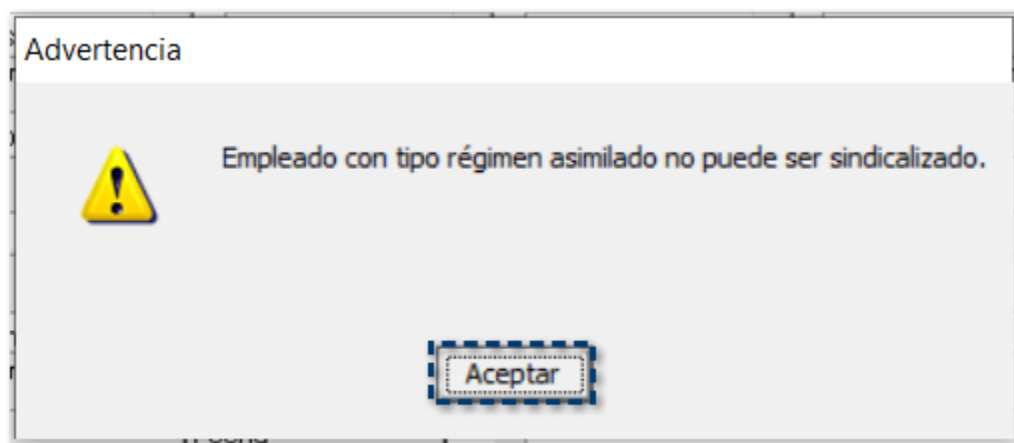 Advertencia
Empleado con tipo régimen asimilado no puede ser sindicalizado.
Aceptar